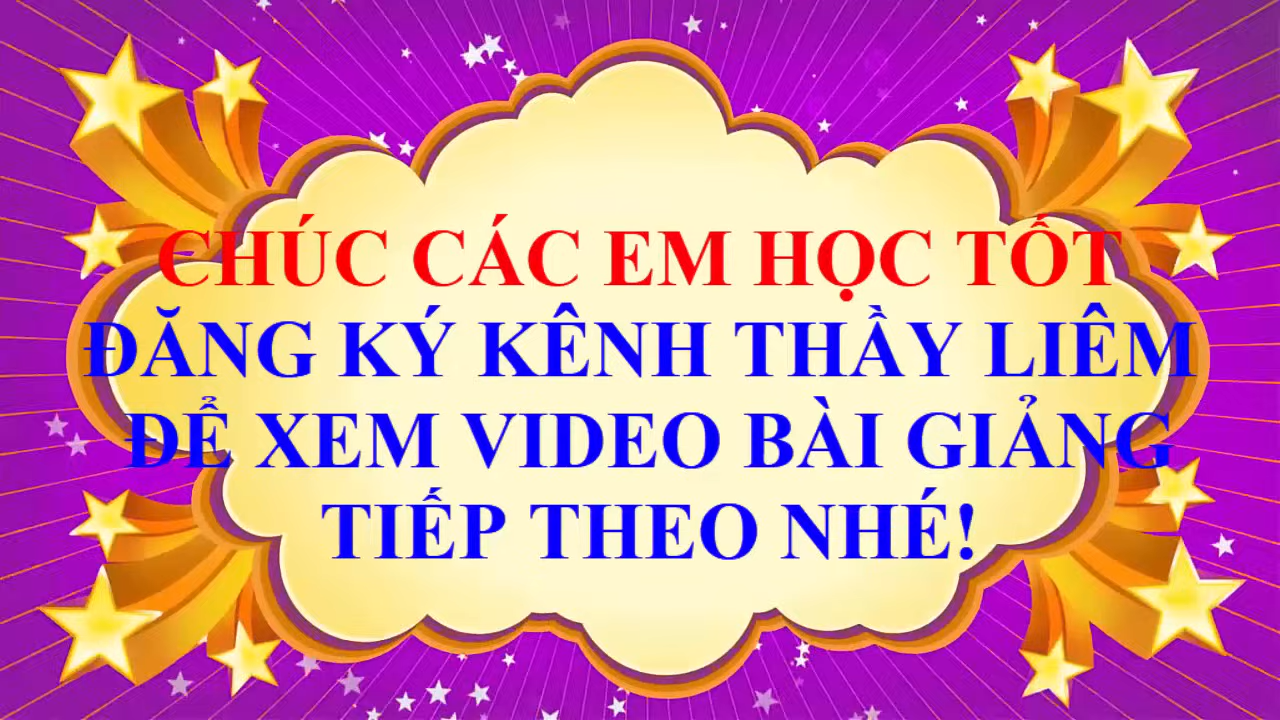 CHÚC CÁC EM HỌC TỐT
ĐĂNG KÝ KÊNH THẦY LIÊM
ĐỂ XEM VIDEO BÀI GIẢNG
TIẾP THEO NHÉ!